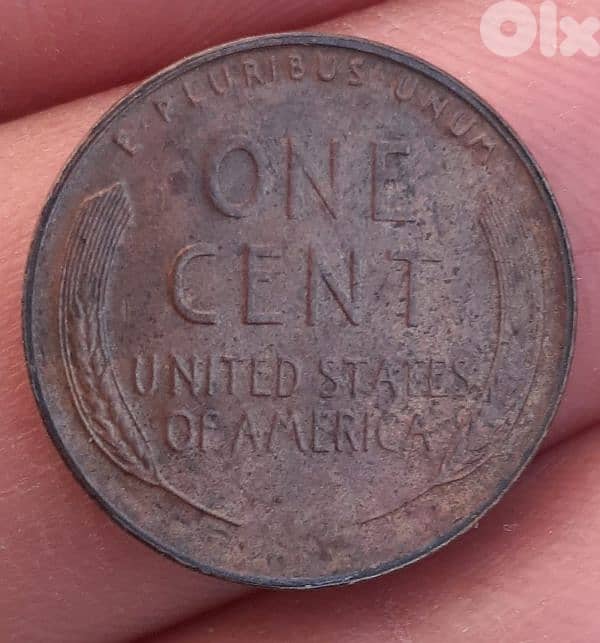 Olx
E PLURIBUS UNUM
ONE
CENT
UNITED STATES
OF AMERICA